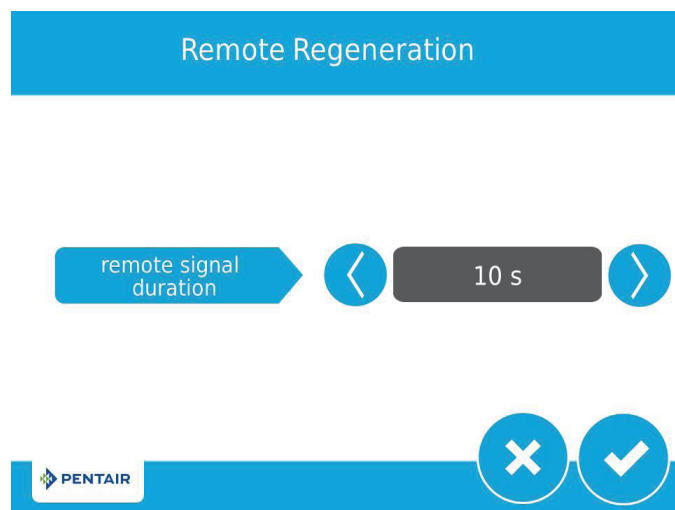 Remote Regeneration
remote signal
duration
10 s
PENTAIR